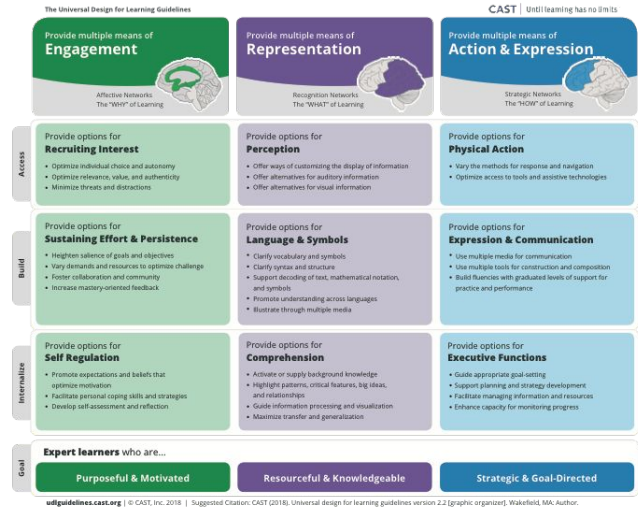 The Universal Design for Learning Guidelines
CAST | Until learning has no limits
Provide multiple means of
Engagement
Affective Networks
The "WHY" of Learning
Provide multiple means of
Representation
Recognition Networks
The "WHAT" of Learning
Provide multiple means of
Action & Expression
Strategic Networks
The "HOW" of Learning
Access
Provide options for
Recruiting Interest
• Optimize individual choice and autonomy
• Optimize relevance, value, and authenticity
• Minimize threats and distractions
Provide options for
Perception
• Offer ways of customizing the display of information
• Offer alternatives for auditory information
• Offer alternatives for visual information
Provide options for
Physical Action
• Vary the methods for response and navigation
• Optimize access to tools and assistive technologies
Build
Provide options for
Sustaining Effort & Persistence
• Heighten salience of goals and objectives
• Vary demands and resources to optimize challenge
• Foster collaboration and community
• Increase mastery-oriented feedback
Provide options for
Language & Symbols
• Clarify vocabulary and symbols
• Clarify syntax and structure
• Support decoding of text, mathematical notation,
and symbols
• Promote understanding across languages
• Illustrate through multiple media
Provide options for
Expression & Communication
• Use multiple media for communication
• Use multiple tools for construction and composition
• Build fluencies with graduated levels of support for
practice and performance
Internalize
Provide options for
Self Regulation
• Promote expectations and beliefs that
optimize motivation
• Facilitate personal coping skills and strategies
• Develop self-assessment and reflection
Provide options for
Comprehension
• Activate or supply background knowledge
• Highlight patterns, critical features, big ideas,
and relationships
• Guide information processing and visualization
• Maximize transfer and generalization
Provide options for
Executive Functions
• Guide appropriate goal-setting
• Support planning and strategy development
• Facilitate managing information and resources
• Enhance capacity for monitoring progress
Goal
Expert learners who are...
Purposeful & Motivated
Resourceful & Knowledgeable
Strategic & Goal-Directed
udlguidelines.cast.org | © CAST, Inc. 2018 | Suggested Citation: CAST (2018). Universal design for learning guidelines version 2.2 [graphic organizer]. Wakefield, MA: Author.